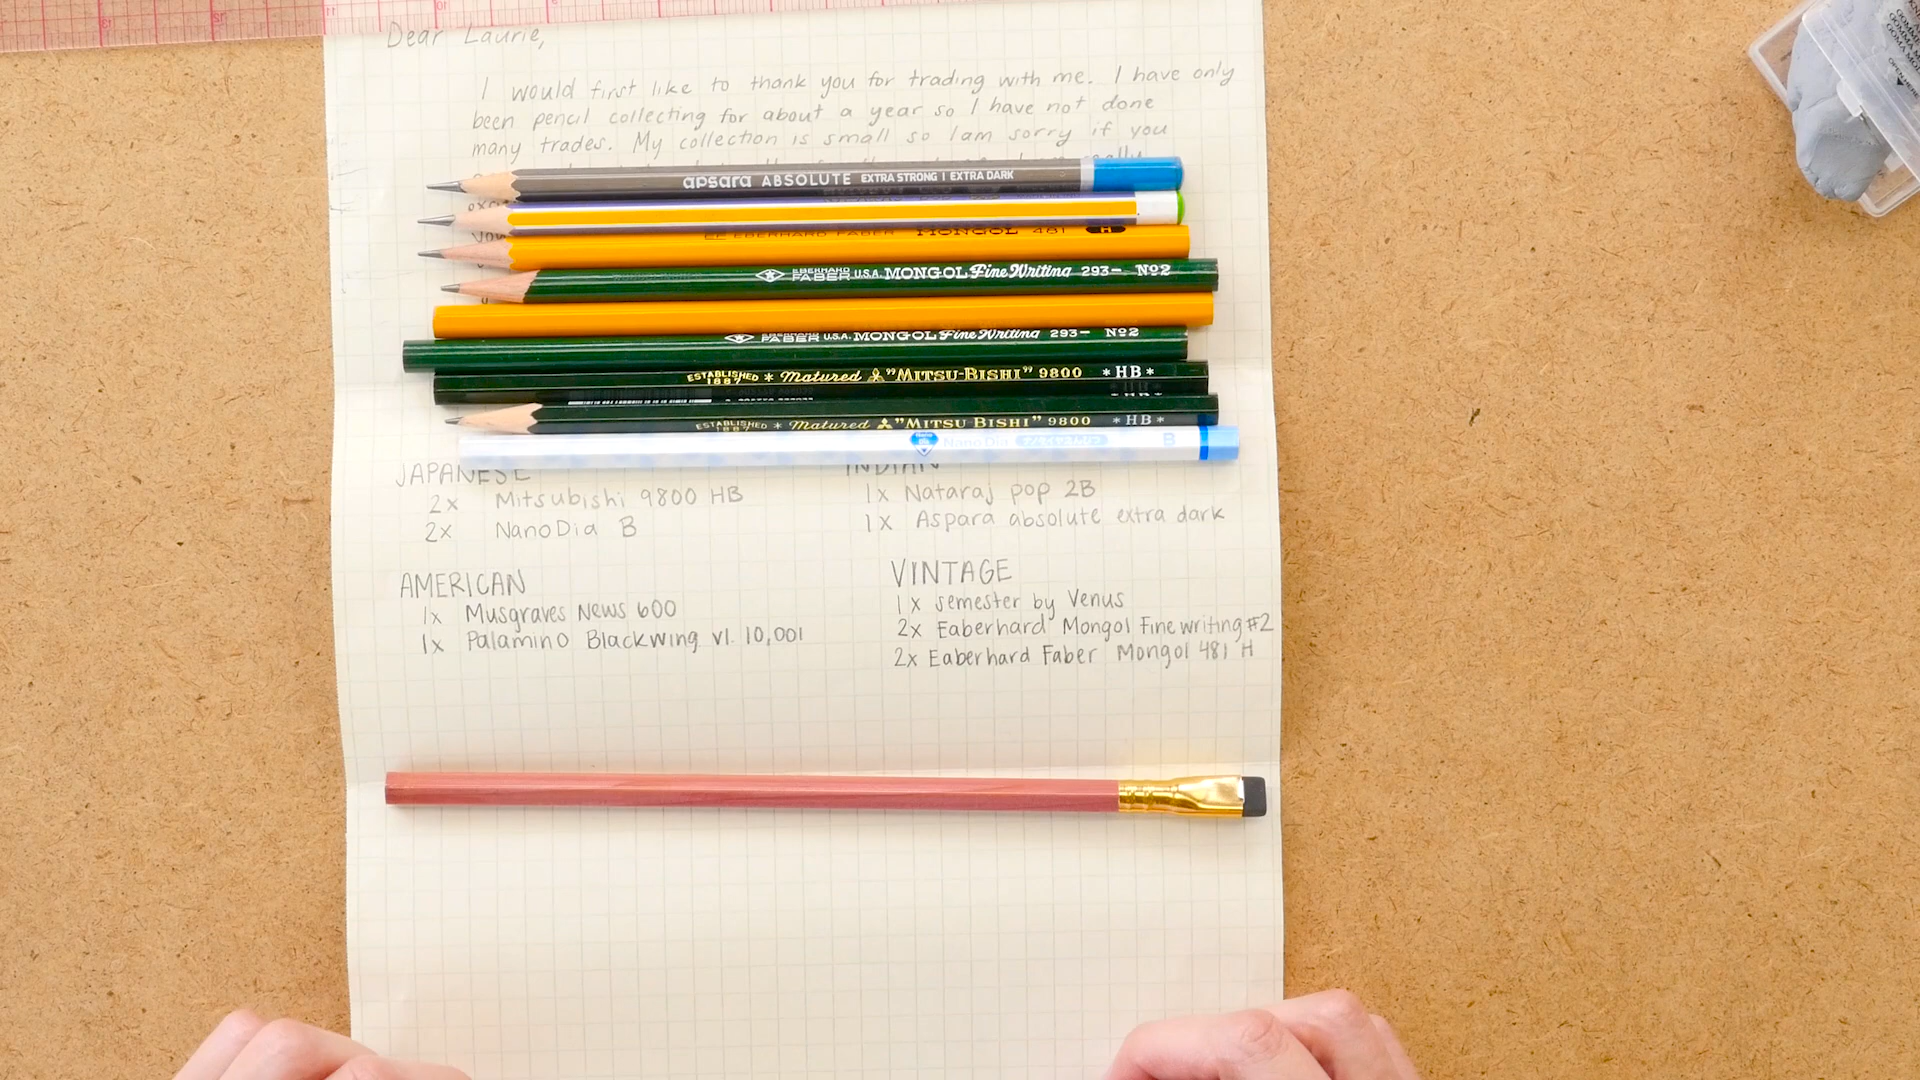 Dear Laurie,
I would first like to thank you for trading with me. I have only
been pencil collecting for about a year so I have not done
many trades. My collection is small so I am sorry if you
apsara ABSOLUTE EXTRA STRONG | EXTRA DARK
EBERHARD FABER MONGOL 481 H
EBERHARD FABER U.S.A. MONGOL Fine Writing 293- No2
EBERHARD FABER U.S.A. MONGOL Fine Writing 293- No2
ESTABLISHED 1887 * Matured "MITSU-BISHI" 9800 *HB*
ESTABLISHED 1887 * Matured "MITSU BISHI" 9800 *HB*
NanoDia B
JAPANESE
2x Mitsubishi 9800 HB
2x NanoDia B
INDIAN
1x Nataraj pop 2B
1x Aspara absolute extra dark
AMERICAN
1x Musgraves News 600
1x Palamino Blackwing vl. 10,001
VINTAGE
1x semester by Venus
2x Eaberhard Mongol Fine writing #2
2x Eaberhard Faber Mongol 481 H